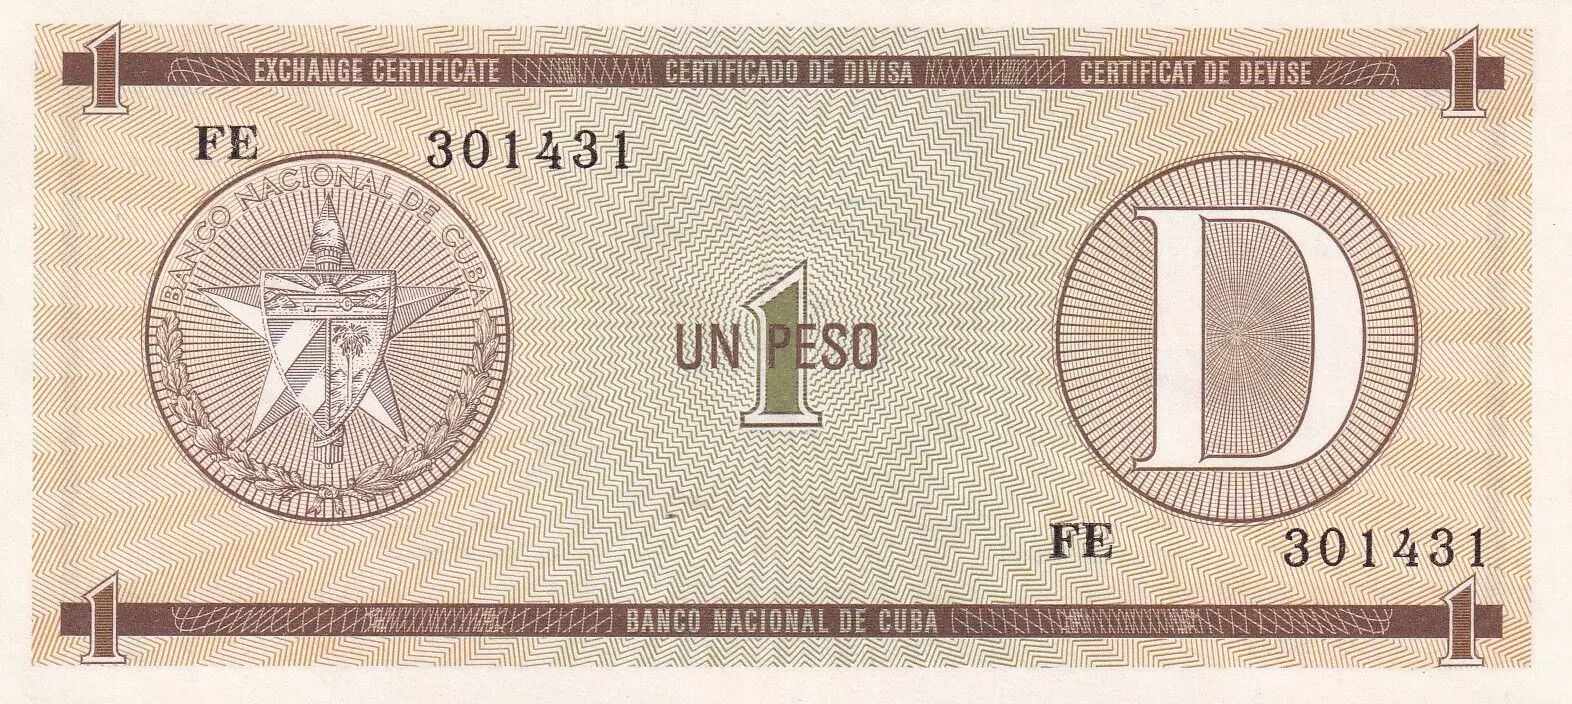 1 EXCHANGE CERTIFICATE CERTIFICADO DE DIVISA CERTIFICAT DE DEVISE 1
FE 301431
BANCO NACIONAL DE CUBA
D
UN 1 PESO
FE 301431
1 BANCO NACIONAL DE CUBA 1